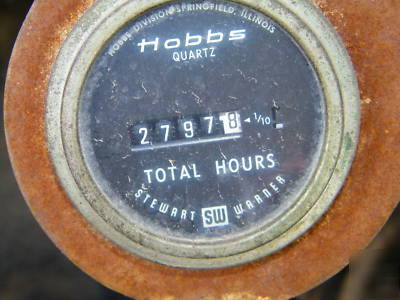 HOBBS DIVISION SPRINGFIELD, ILLINOIS
Hobbs
QUARTZ
27978 ◄ 1/10
TOTAL HOURS
STEWART SW WARNER